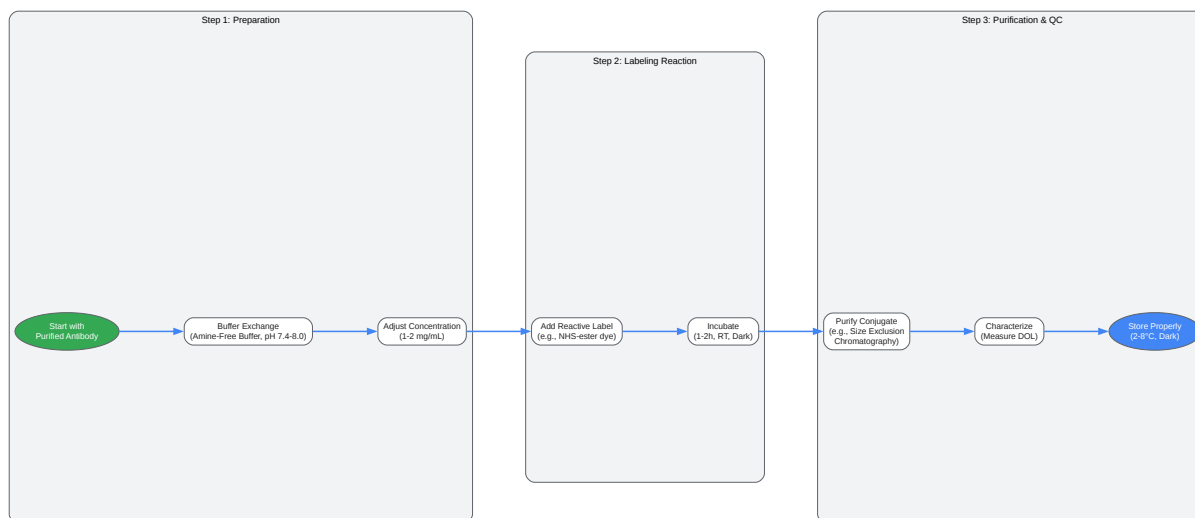 Step 1: Preparation
Start with
Purified Antibody
Buffer Exchange
(Amine-Free Buffer, pH 7.4-8.0)
Adjust Concentration
(1-2 mg/mL)
Step 2: Labeling Reaction
Add Reactive Label
(e.g., NHS-ester dye)
Incubate
(1-2h, RT, Dark)
Step 3: Purification & QC
Purify Conjugate
(e.g., Size Exclusion
Chromatography)
Characterize
(Measure DOL)
Store Properly
(2-8°C, Dark)